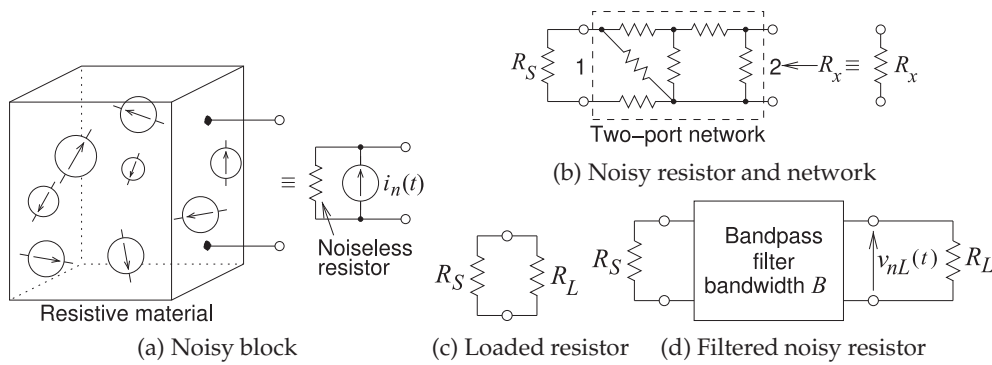 ≡
i_n(t)
Noiseless
resistor
Resistive material
(a) Noisy block
R_S
1
2
R_x ≡
R_x
Two−port network
(b) Noisy resistor and network
R_S
R_L
(c) Loaded resistor
R_S
Bandpass
filter
bandwidth B
v_nL(t)
R_L
(d) Filtered noisy resistor